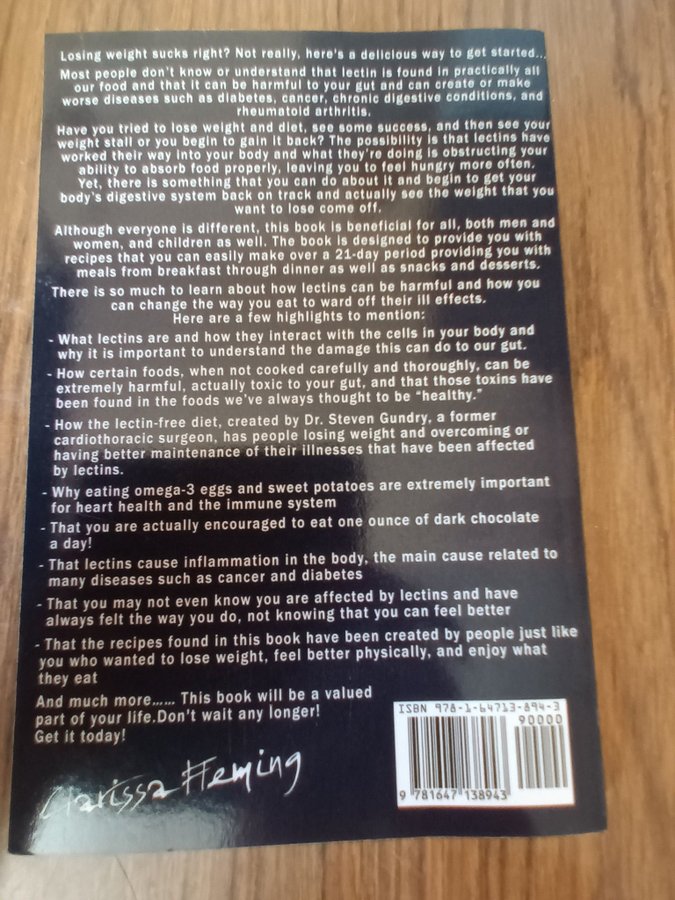 Losing weight sucks right? Not really, here's a delicious way to get started...
Most people don't know or understand that lectin is found in practically all
our food and that it can be harmful to your gut and can create or make
worse diseases such as diabetes, cancer, chronic digestive conditions, and
rheumatoid arthritis.
Have you tried to lose weight and diet, see some success, and then see your
weight stall or you begin to gain it back? The possibility is that lectins have
worked their way into your body and what they're doing is obstructing your
ability to absorb food properly, leaving you to feel hungry more often.
Yet, there is something that you can do about it and begin to get your
body's digestive system back on track and actually see the weight that you
want to lose come off.
Although everyone is different, this book is beneficial for all, both men and
women, and children as well. The book is designed to provide you with
recipes that you can easily make over a 21-day period providing you with
meals from breakfast through dinner as well as snacks and desserts.
There is so much to learn about how lectins can be harmful and how you
can change the way you eat to ward off their ill effects.
Here are a few highlights to mention:
- What lectins are and how they interact with the cells in your body and
why it is important to understand the damage this can do to our gut.
- How certain foods, when not cooked carefully and thoroughly, can be
extremely harmful, actually toxic to your gut, and that those toxins have
been found in the foods we've always thought to be "healthy."
- How the lectin-free diet, created by Dr. Steven Gundry, a former
cardiothoracic surgeon, has people losing weight and overcoming or
having better maintenance of their illnesses that have been affected
by lectins.
- Why eating omega-3 eggs and sweet potatoes are extremely important
for heart health and the immune system
- That you are actually encouraged to eat one ounce of dark chocolate
a day!
- That lectins cause inflammation in the body, the main cause related to
many diseases such as cancer and diabetes
- That you may not even know you are affected by lectins and have
always felt the way you do, not knowing that you can feel better
- That the recipes found in this book have been created by people just like
you who wanted to lose weight, feel better physically, and enjoy what
they eat
And much more...... This book will be a valued
part of your life.Don't wait any longer!
Get it today!
Clarissa Fleming
ISBN 978-1-64713-894-3
90000
9 781647 138943